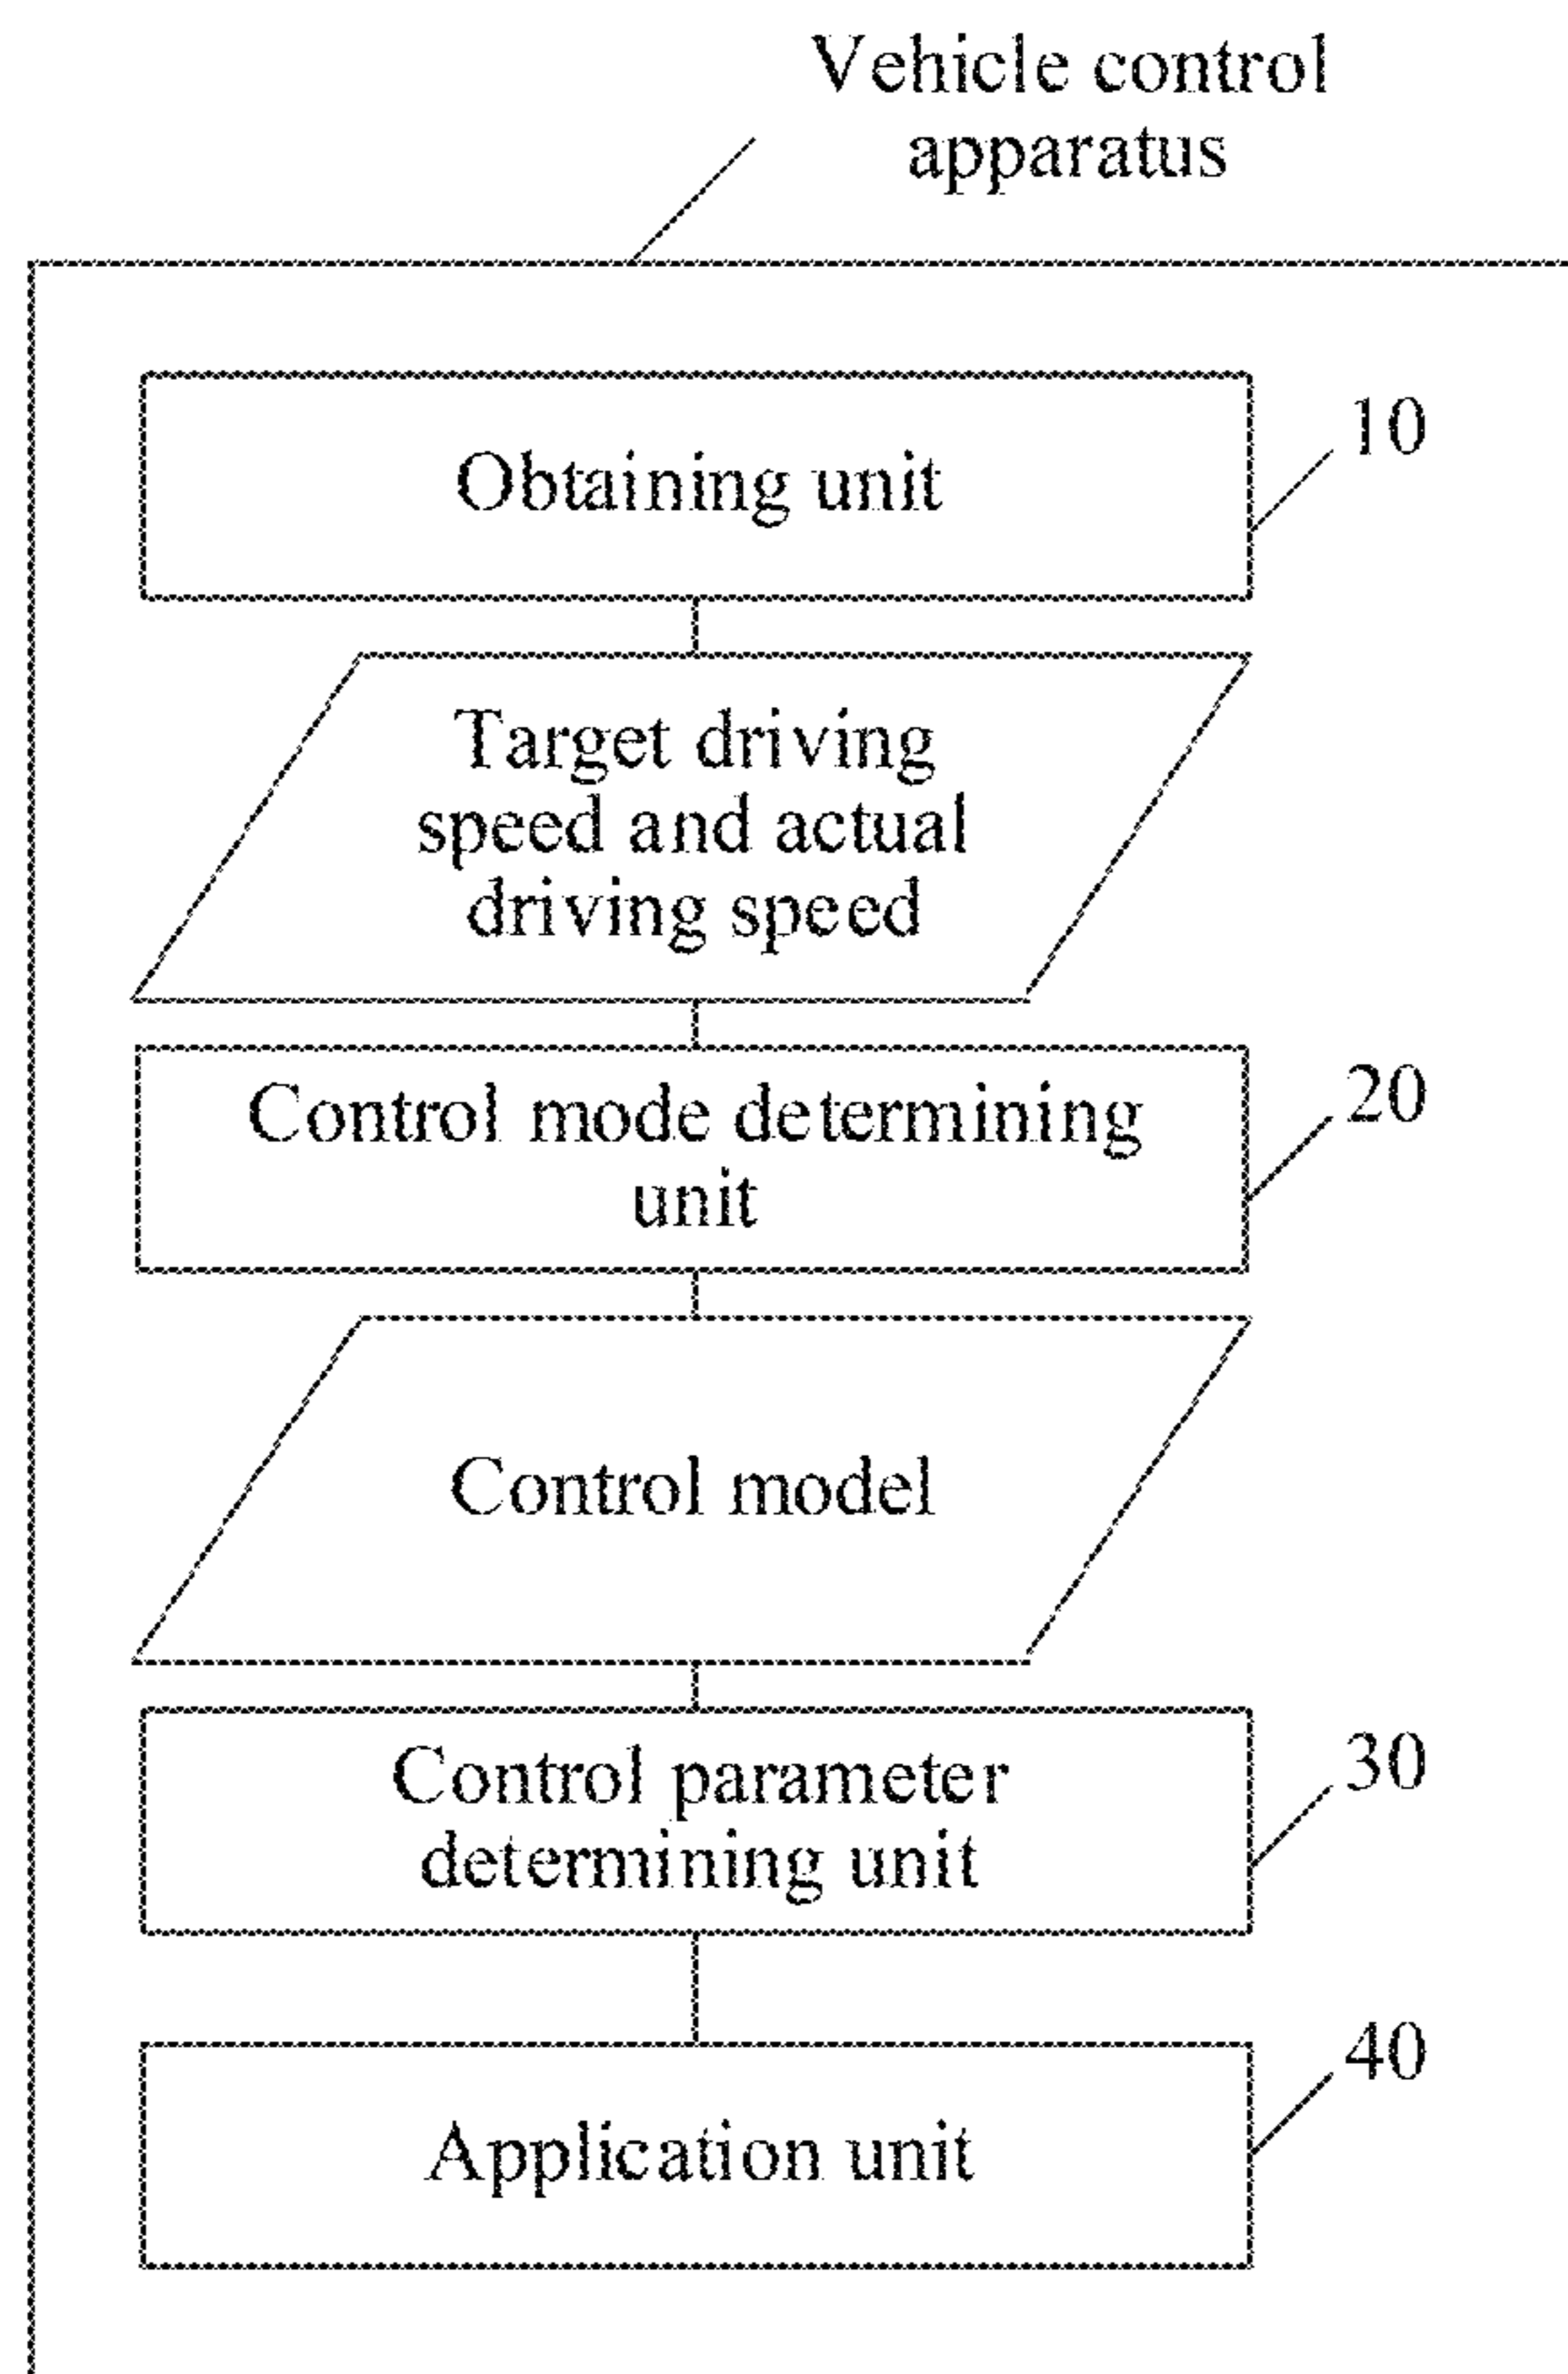 Vehicle control
apparatus
Obtaining unit
10
Target driving
speed and actual
driving speed
Control mode determining
unit
20
Control model
Control parameter
determining unit
30
Application unit
40